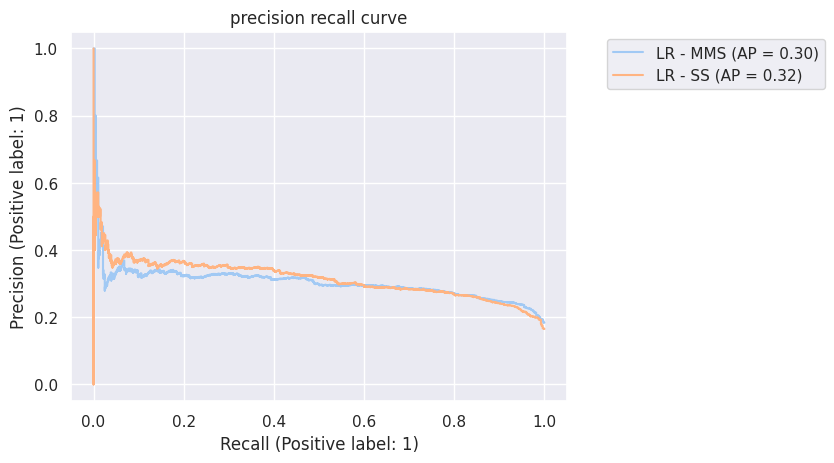 precision recall curve
LR - MMS (AP = 0.30)
LR - SS (AP = 0.32)
Precision (Positive label: 1)
1.0
0.8
0.6
0.4
0.2
0.0
0.0 0.2 0.4 0.6 0.8 1.0
Recall (Positive label: 1)